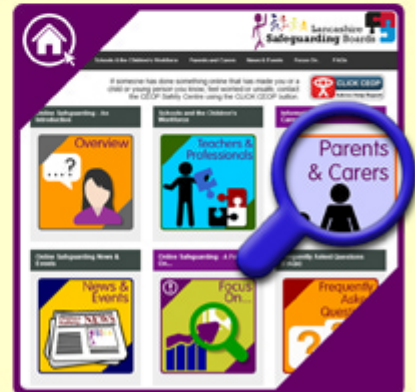 Lancashire
Safeguarding Boards
Schools and the Children's Workforce Parents and Carers News & Events Focus On... FAQs
If someone has done something online that has made you or a
child or young person you know, feel worried or unsafe, contact
the CEOP Safety Centre using the CLICK CEOP button.
CLICK CEOP
Online Safeguarding - An
Introduction
Schools and the Children's
Workforce
Overview
...?
Teachers &
Professionals
Parents
& Carers
Online Safeguarding News &
Events
Online Safeguarding - A
On...
Frequently Asked Questions
News &
Events
NEWS
Focus
On...
Frequently
Asked